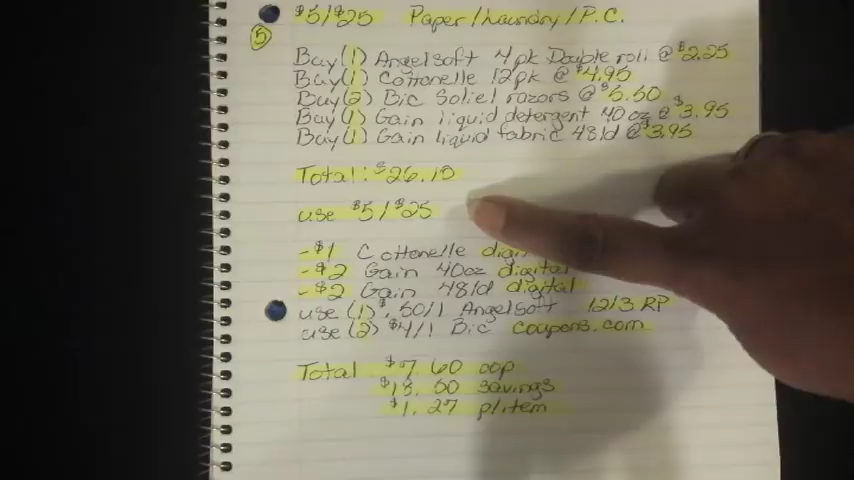 $5/$25 Paper/Laundry/P.C.
5
Buy (1) Angelsoft 4pk Double roll @ $2.25
Buy (1) Cottonelle 12pk @ $4.95
Buy (2) Bic Soliel razors @ $5.50
Buy (1) Gain liquid detergent 40oz @ $3.95
Buy (1) Gain liquid fabric 48ld @ $3.95
Total: $26.10
use $5/$25
-$1 Cottonelle
-$2 Gain 40oz digital
-$2 Gain 48ld digital
use (1) $.50/1 Angelsoft 12/3 RP
use (2) $4/1 Bic coupons.com
Total $7.60 oop
$18.50 savings
$1.27 p/item